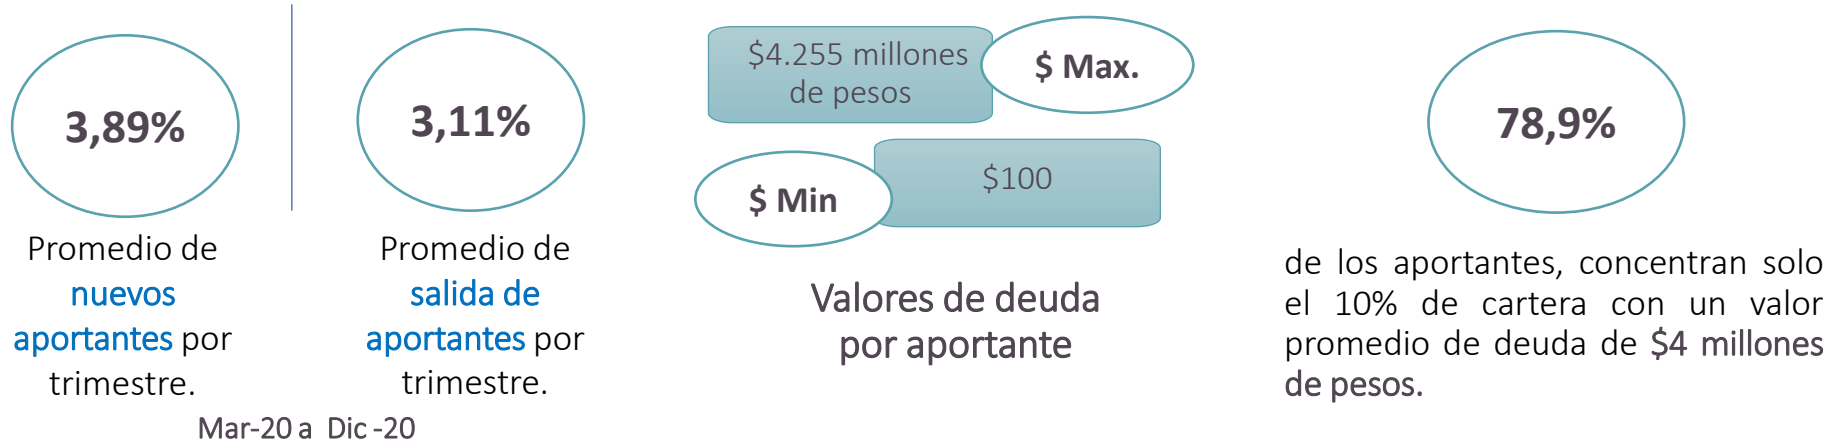 3,89%
Promedio de
nuevos
aportantes por
trimestre.
3,11%
Promedio de
salida de
aportantes por
trimestre.
Mar-20 a Dic -20
$4.255 millones
de pesos
$ Max.
$ Min
$100
Valores de deuda
por aportante
78,9%
de los aportantes, concentran solo
el 10% de cartera con un valor
promedio de deuda de $4 millones
de pesos.